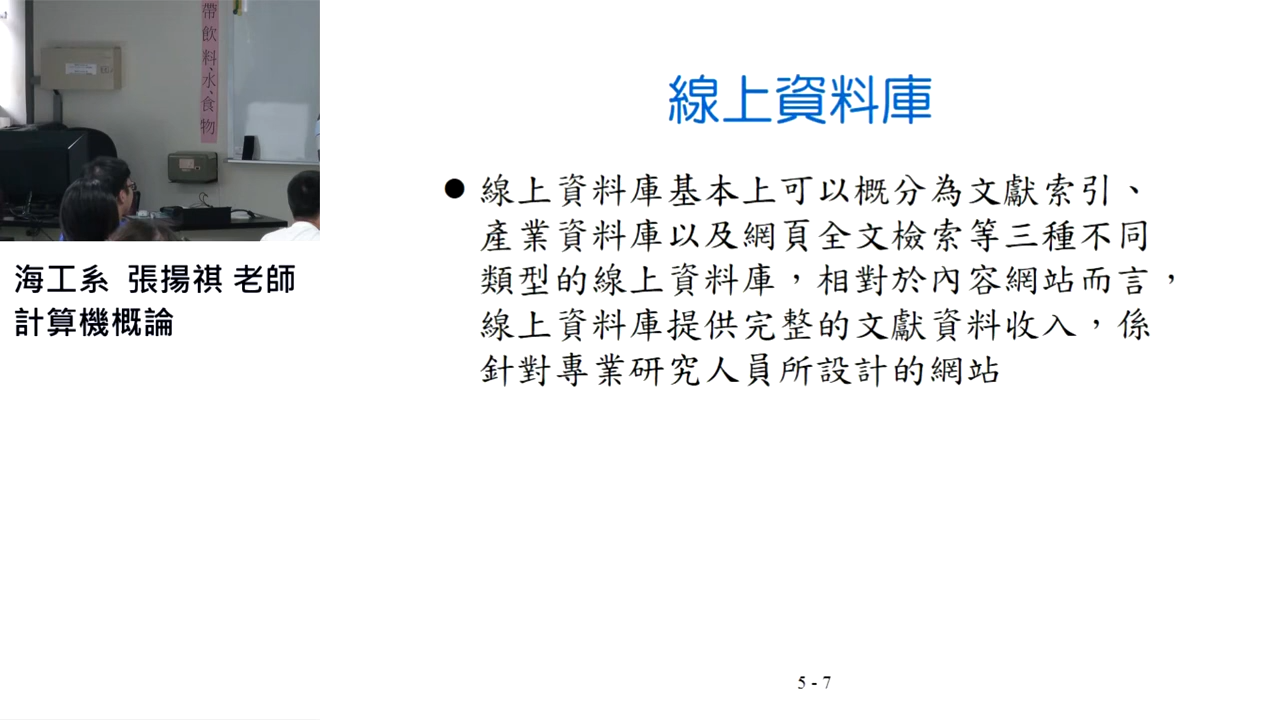 帶飲料、水、食物
海工系 張揚祺 老師
計算機概論
線上資料庫
● 線上資料庫基本上可以概分為文獻索引、
產業資料庫以及網頁全文檢索等三種不同
類型的線上資料庫，相對於內容網站而言，
線上資料庫提供完整的文獻資料收入，係
針對專業研究人員所設計的網站
5 - 7